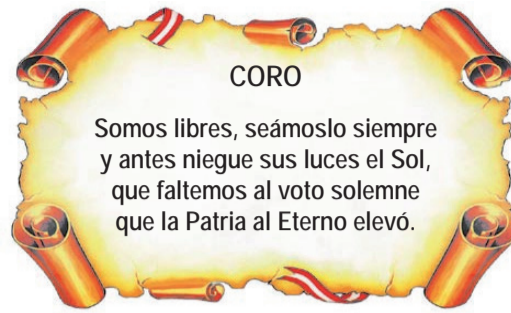 CORO
Somos libres, seámoslo siempre
y antes niegue sus luces el Sol,
que faltemos al voto solemne
que la Patria al Eterno elevó.